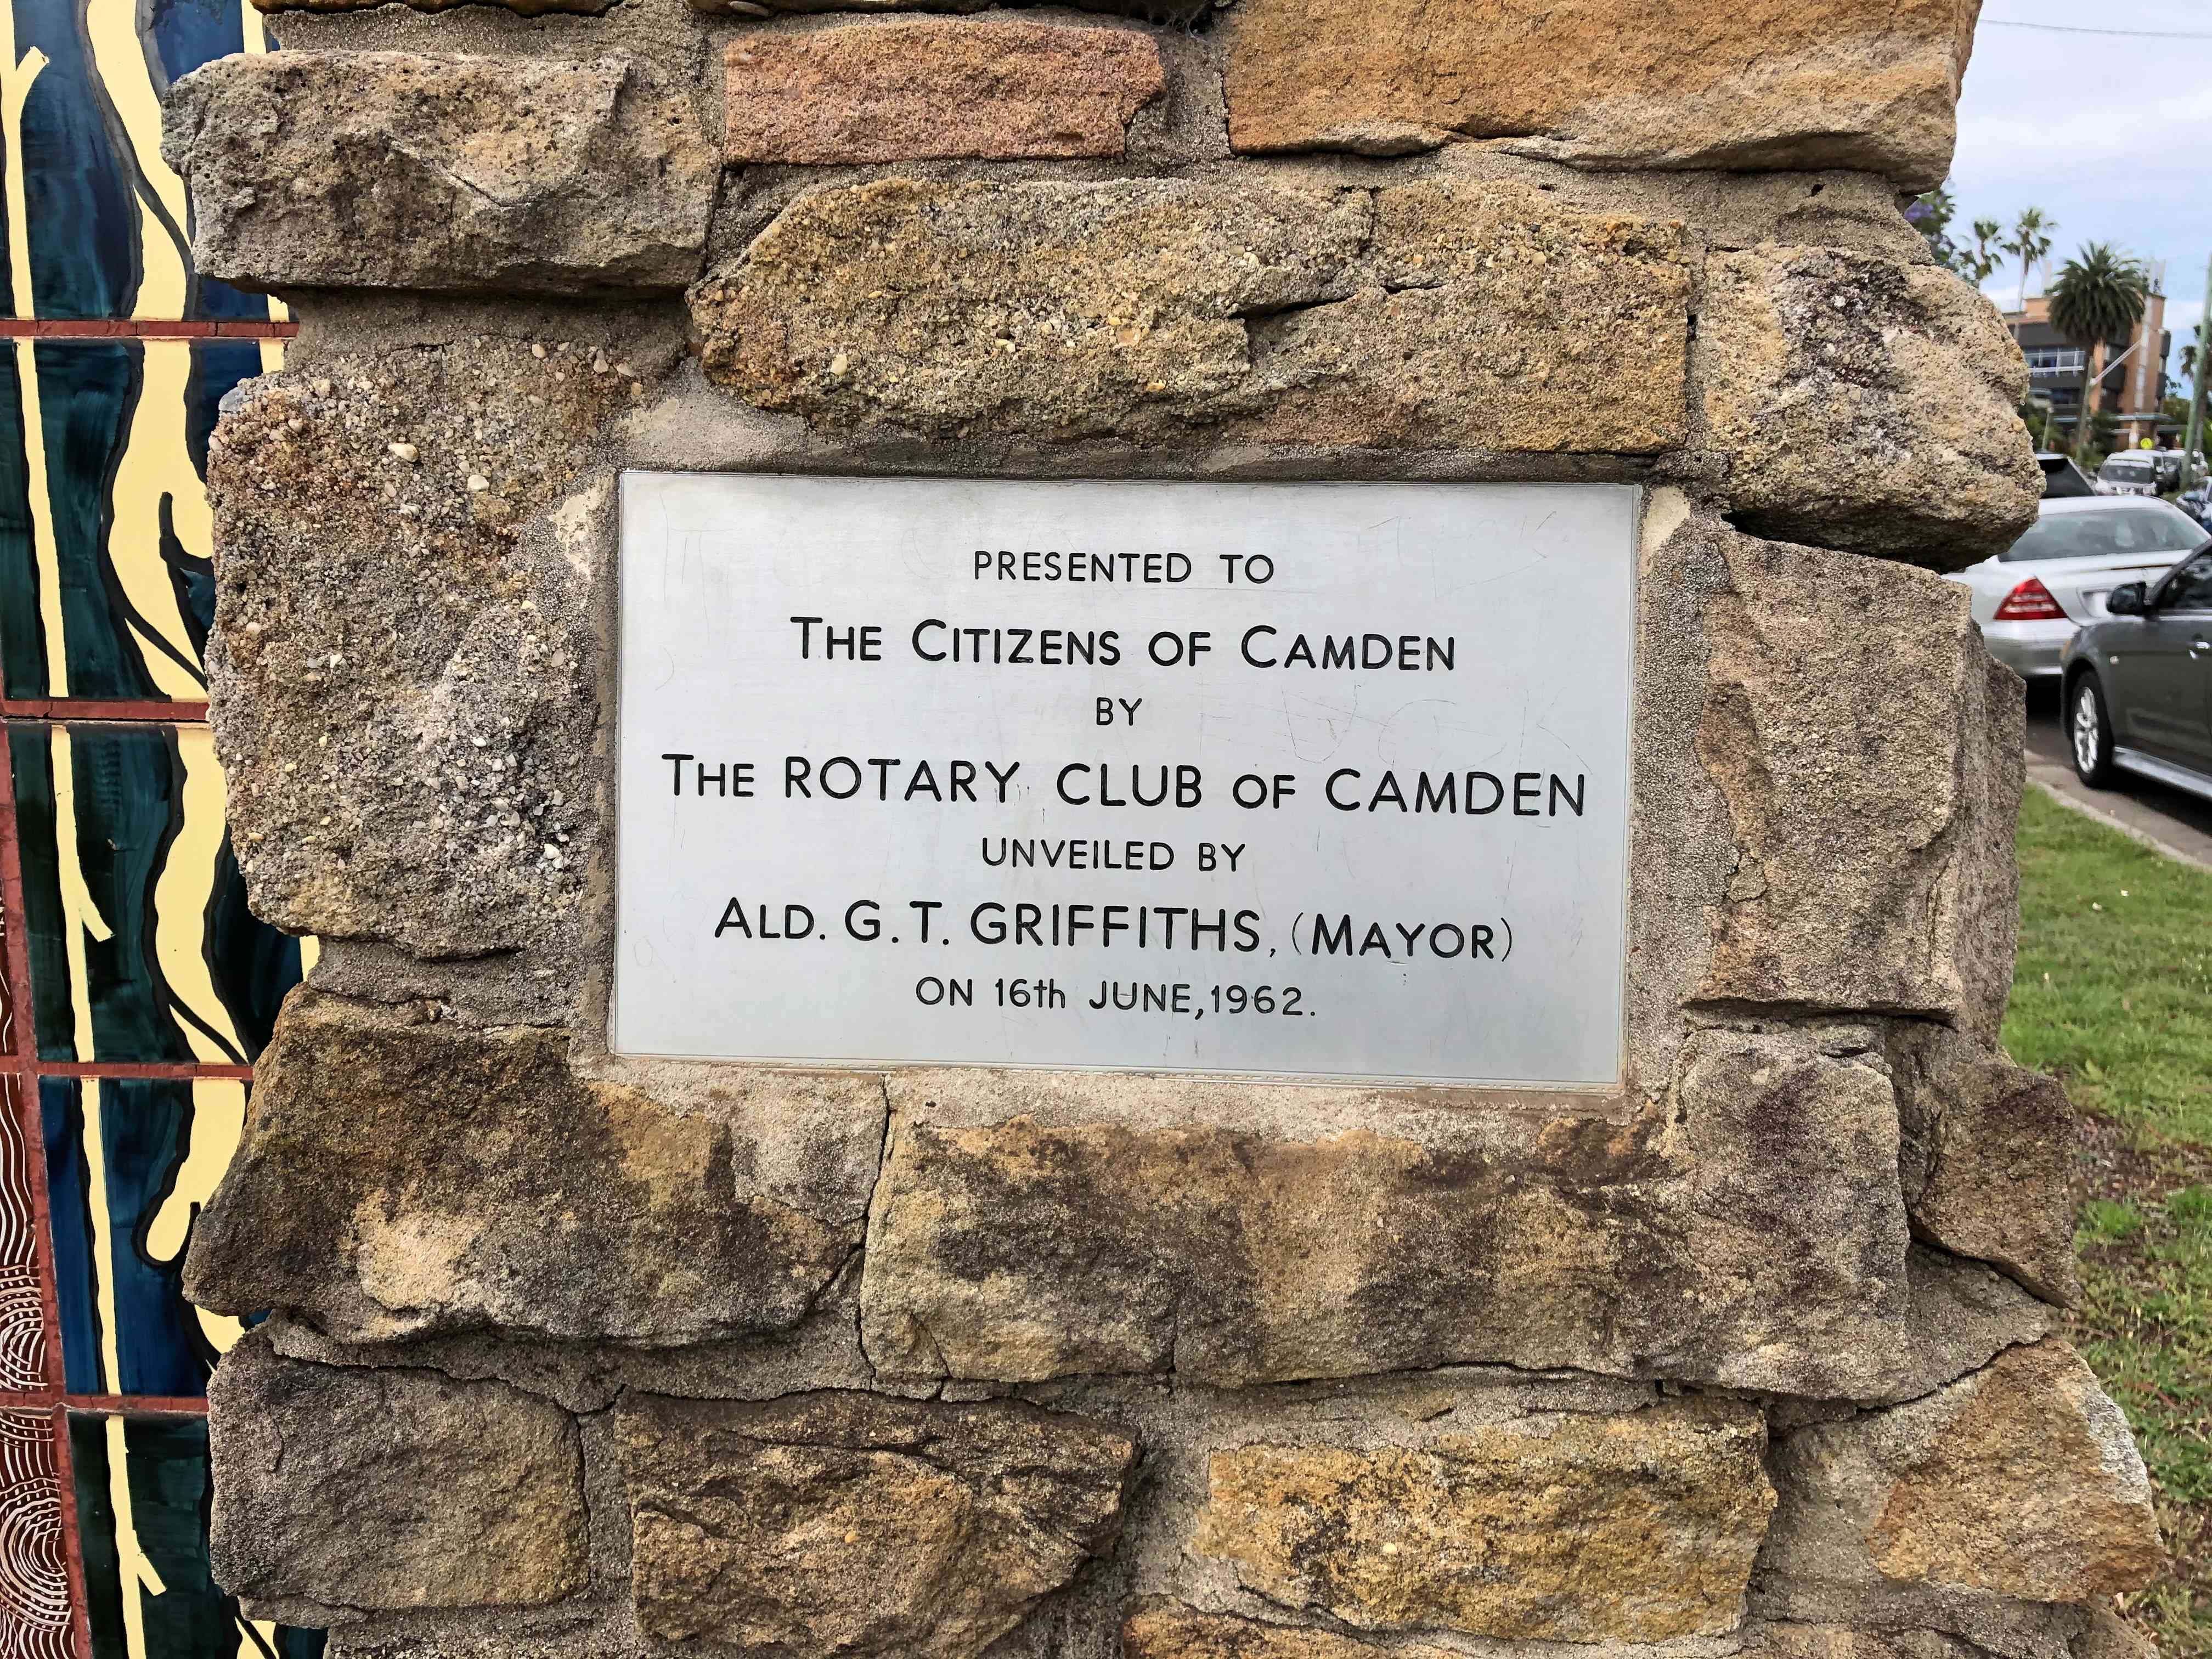 PRESENTED TO
THE CITIZENS OF CAMDEN
BY
THE ROTARY CLUB OF CAMDEN
UNVEILED BY
ALD. G.T. GRIFFITHS, (MAYOR)
ON 16th JUNE, 1962.